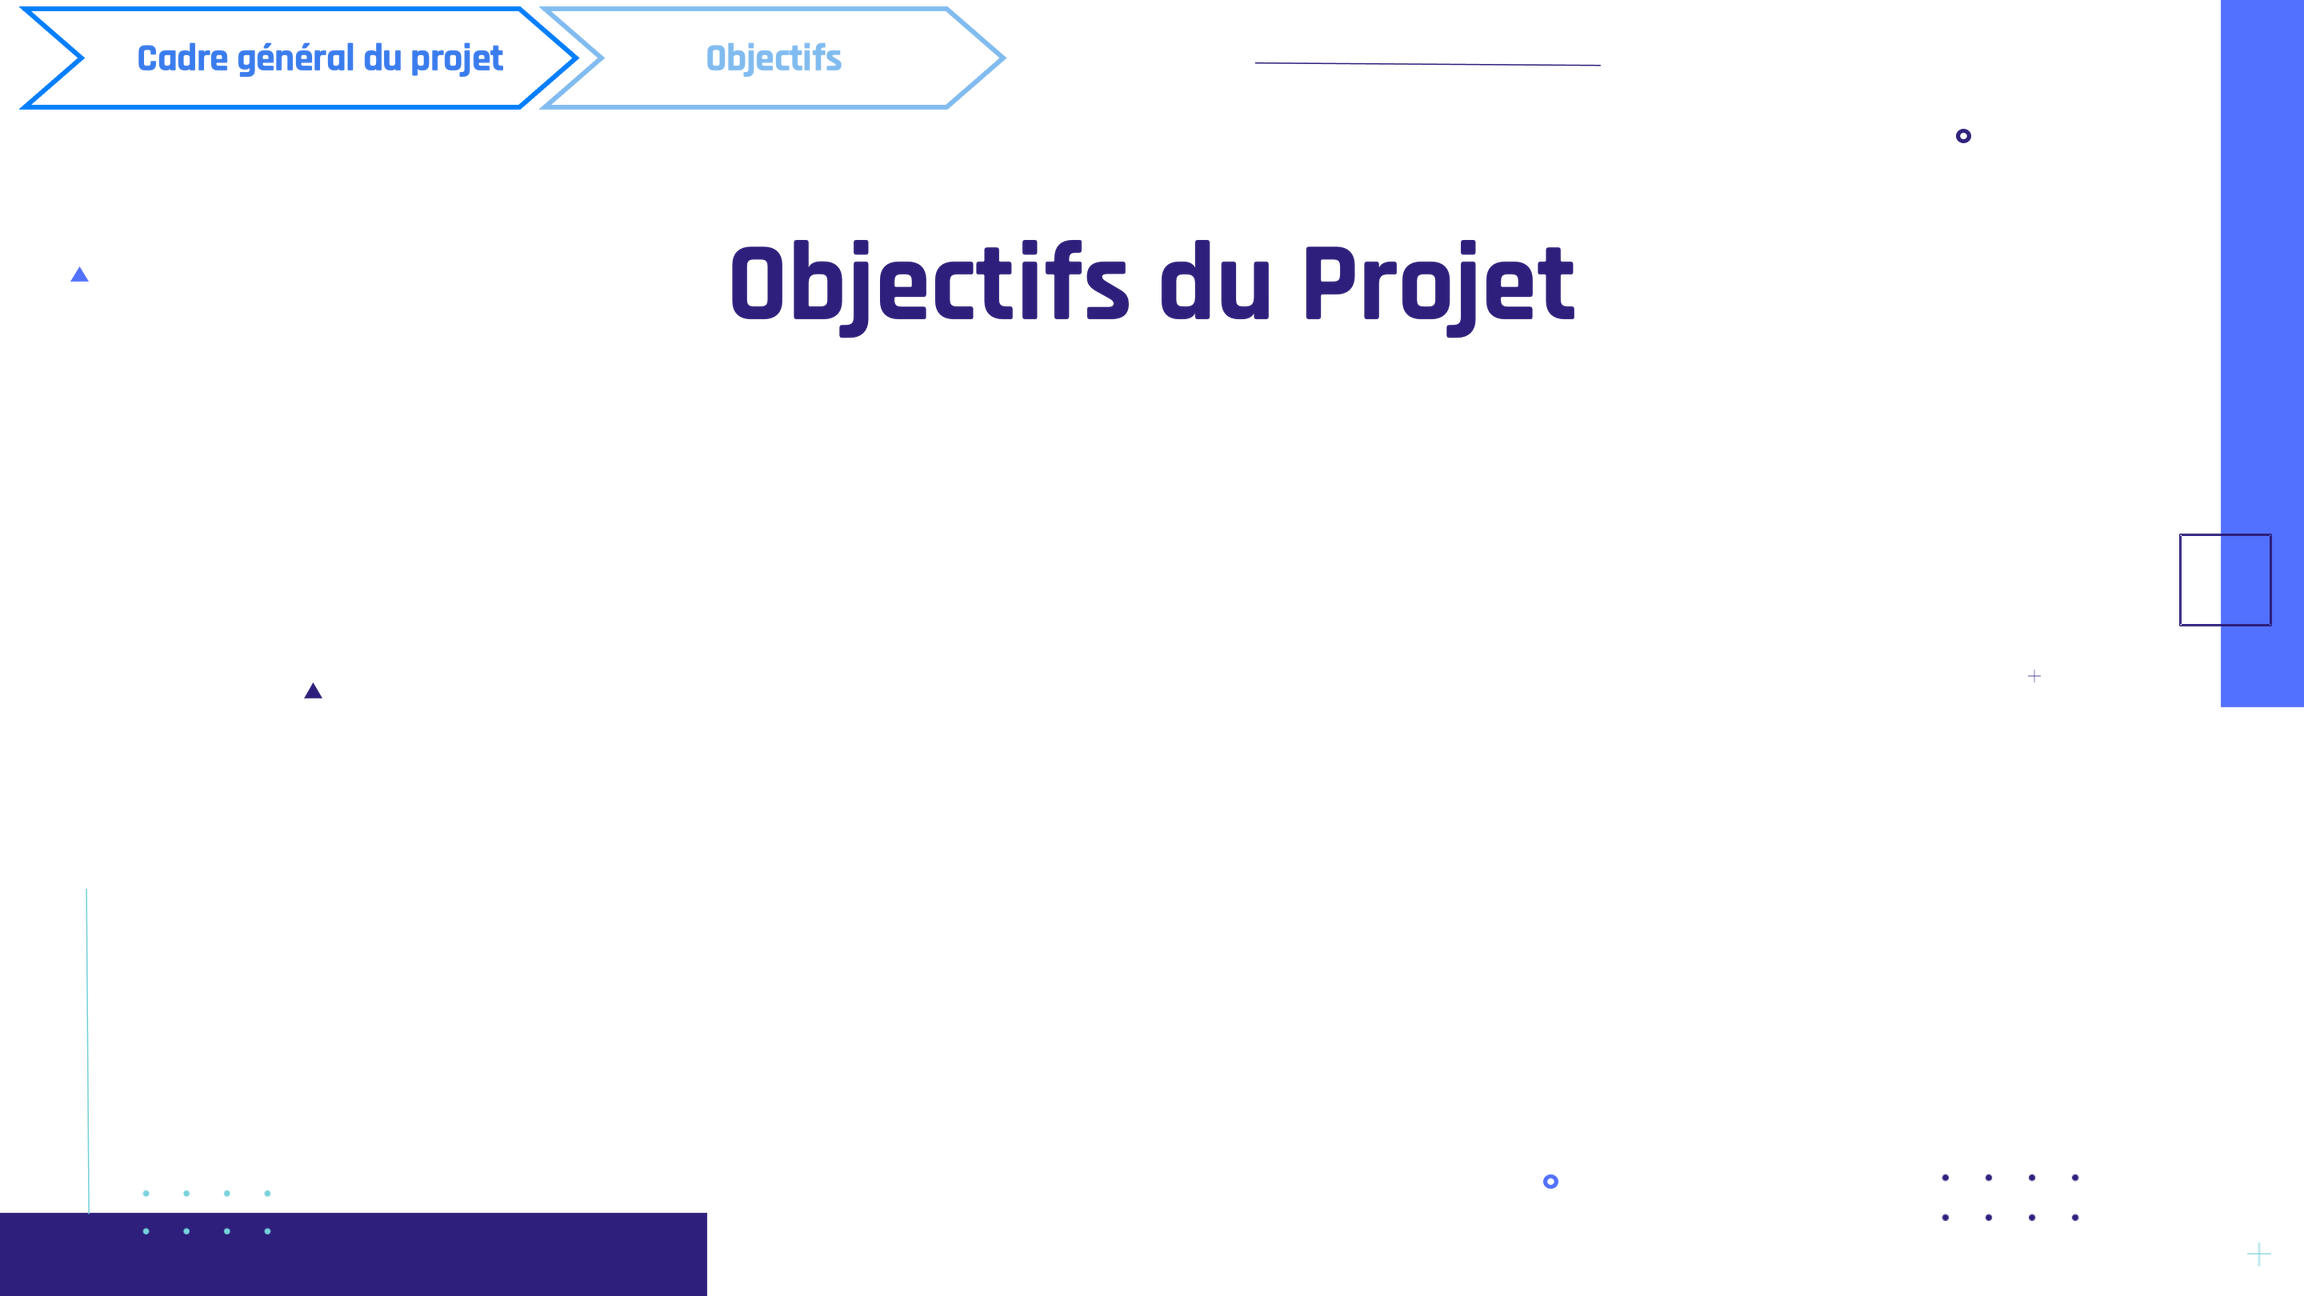 Cadre général du projet
Objectifs
Objectifs du Projet